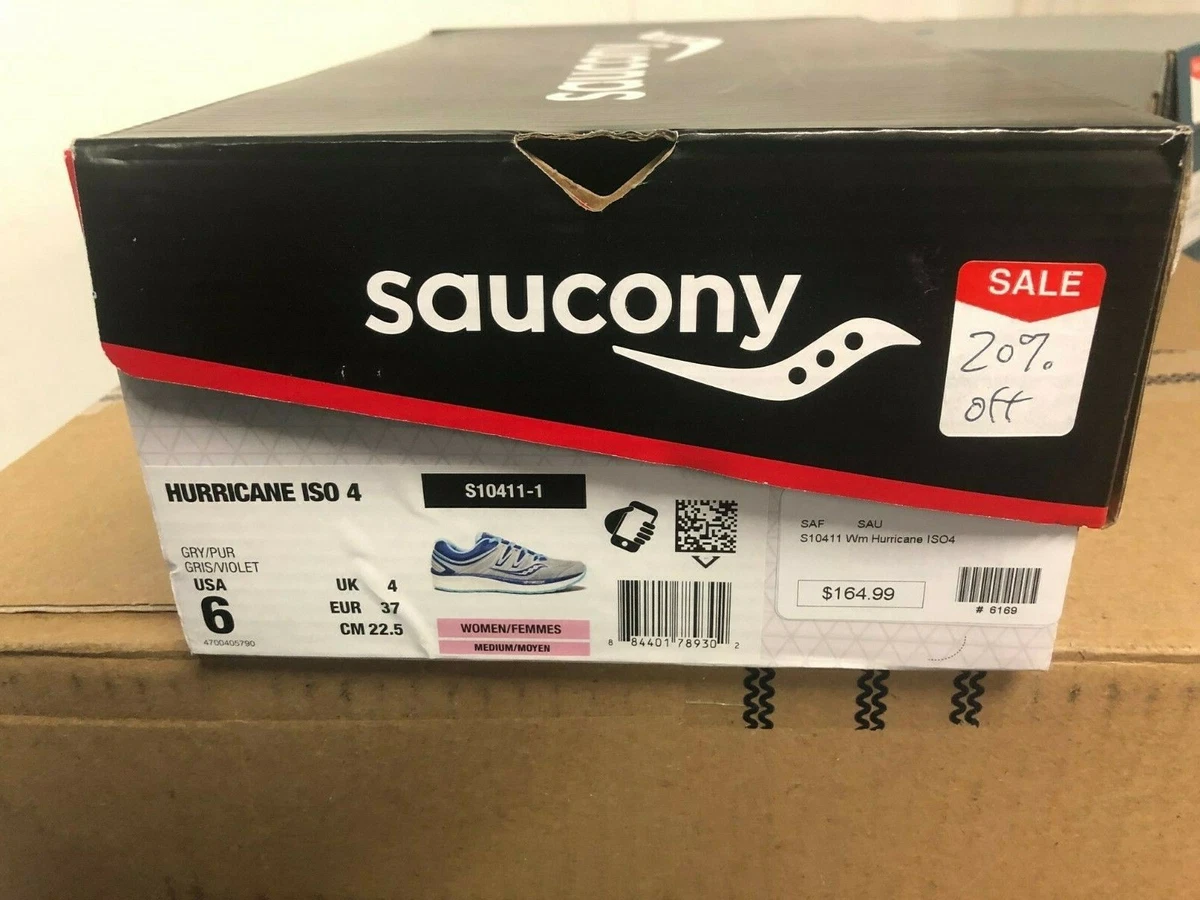 saucony
saucony
SALE
20%
off
HURRICANE ISO 4
S10411-1
GRY/PUR
GRIS/VIOLET
USA
6
4700405790
UK 4
EUR 37
CM 22.5
WOMEN/FEMMES
MEDIUM/MOYEN
8 84401 78930 2
SAF SAU
S10411 Wm Hurricane ISO4
$164.99
# 6169